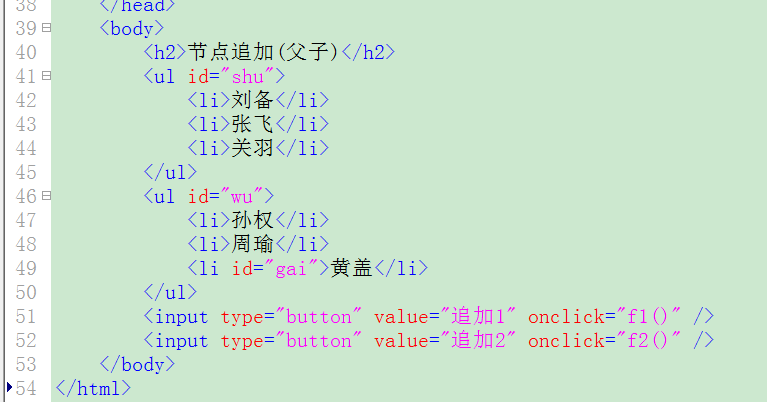 38 </head>
39 <body>
40 <h2>节点追加(父子)</h2>
41 <ul id="shu">
42 <li>刘备</li>
43 <li>张飞</li>
44 <li>关羽</li>
45 </ul>
46 <ul id="wu">
47 <li>孙权</li>
48 <li>周瑜</li>
49 <li id="gai">黄盖</li>
50 </ul>
51 <input type="button" value="追加1" onclick="f1()" />
52 <input type="button" value="追加2" onclick="f2()" />
53 </body>
54 </html>